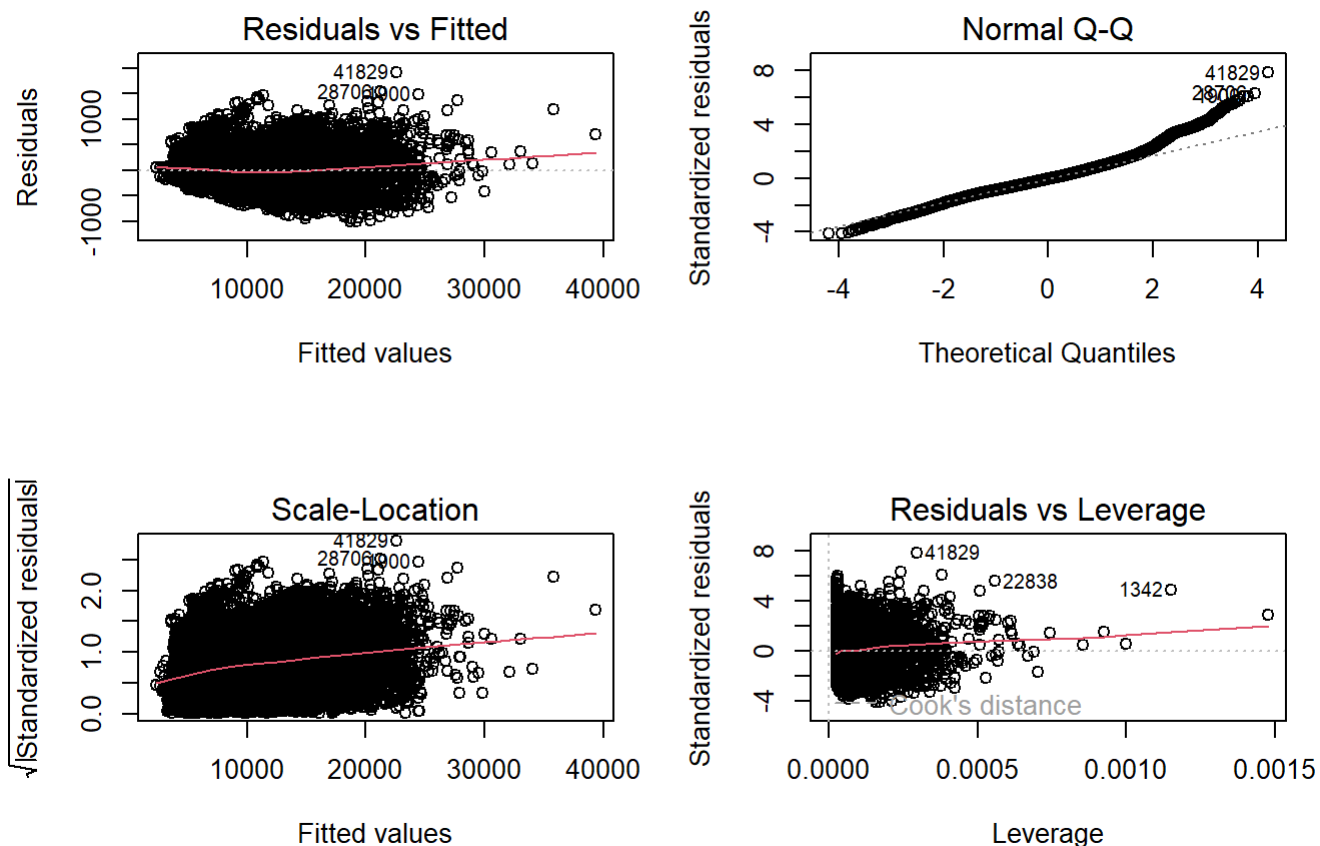 Residuals vs Fitted
Residuals
1000
-1000
41829
28706
1900
10000 20000 30000 40000
Fitted values
Normal Q-Q
Standardized residuals
8
4
0
-4
41829
28706
-4 -2 0 2 4
Theoretical Quantiles
Scale-Location
√|Standardized residuals|
2.0
1.0
0.0
41829
28706
1900
10000 20000 30000 40000
Fitted values
Residuals vs Leverage
Standardized residuals
8
4
0
-4
41829
22838
1342
Cook's distance
0.0000 0.0005 0.0010 0.0015
Leverage